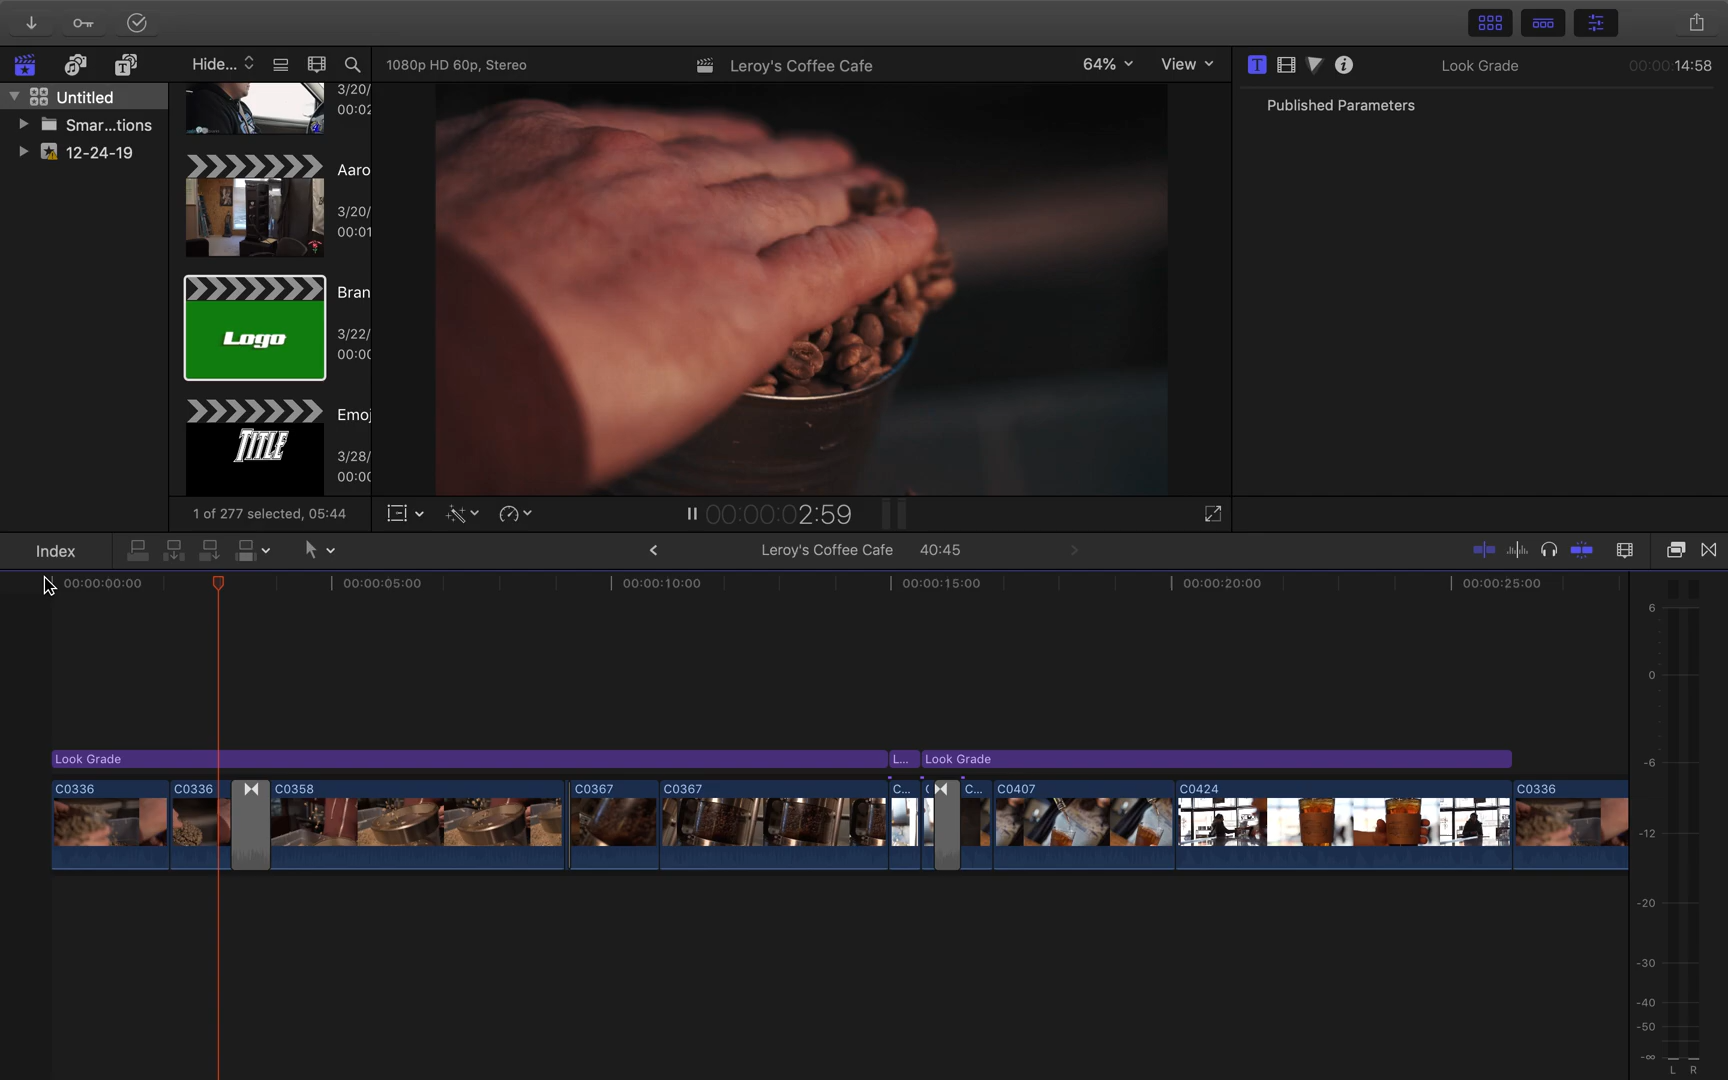 Hide...
1080p HD 60p, Stereo
Leroy's Coffee Cafe
64%
View
Look Grade
00:00:14:58
Untitled
Smar...tions
12-24-19
3/20/
00:02
Aaro
3/20/
00:01
Logo
Bran
3/22/
00:00
TITLE
Emoj
3/28/
00:00
1 of 277 selected, 05:44
Published Parameters
00:00:02:59
Index
Leroy's Coffee Cafe
40:45
00:00:00:00
00:00:05:00
00:00:10:00
00:00:15:00
00:00:20:00
00:00:25:00
Look Grade
L...
Look Grade
C0336
C0336
C0358
C0367
C0367
C...
C...
C0407
C0424
C0336
6
0
-6
-12
-20
-30
-40
-50
-∞
L R